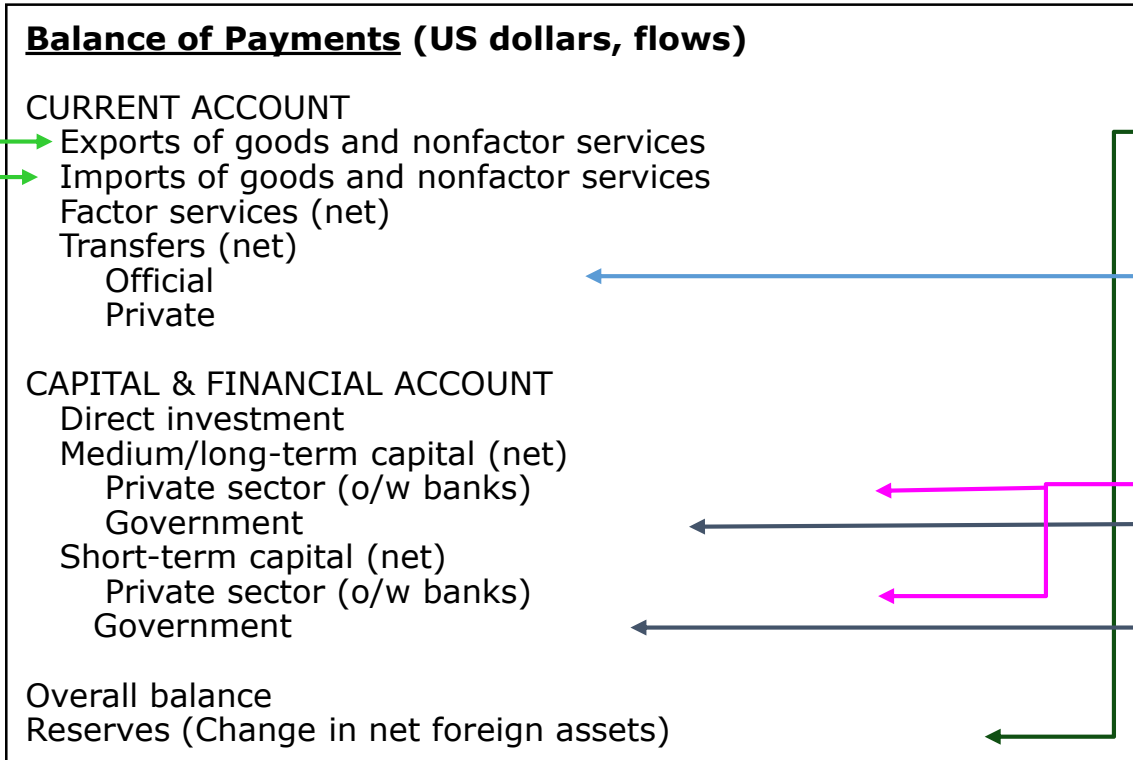 Balance of Payments (US dollars, flows)
CURRENT ACCOUNT
Exports of goods and nonfactor services
Imports of goods and nonfactor services
Factor services (net)
Transfers (net)
Official
Private
CAPITAL & FINANCIAL ACCOUNT
Direct investment
Medium/long-term capital (net)
Private sector (o/w banks)
Government
Short-term capital (net)
Private sector (o/w banks)
Government
Overall balance
Reserves (Change in net foreign assets)